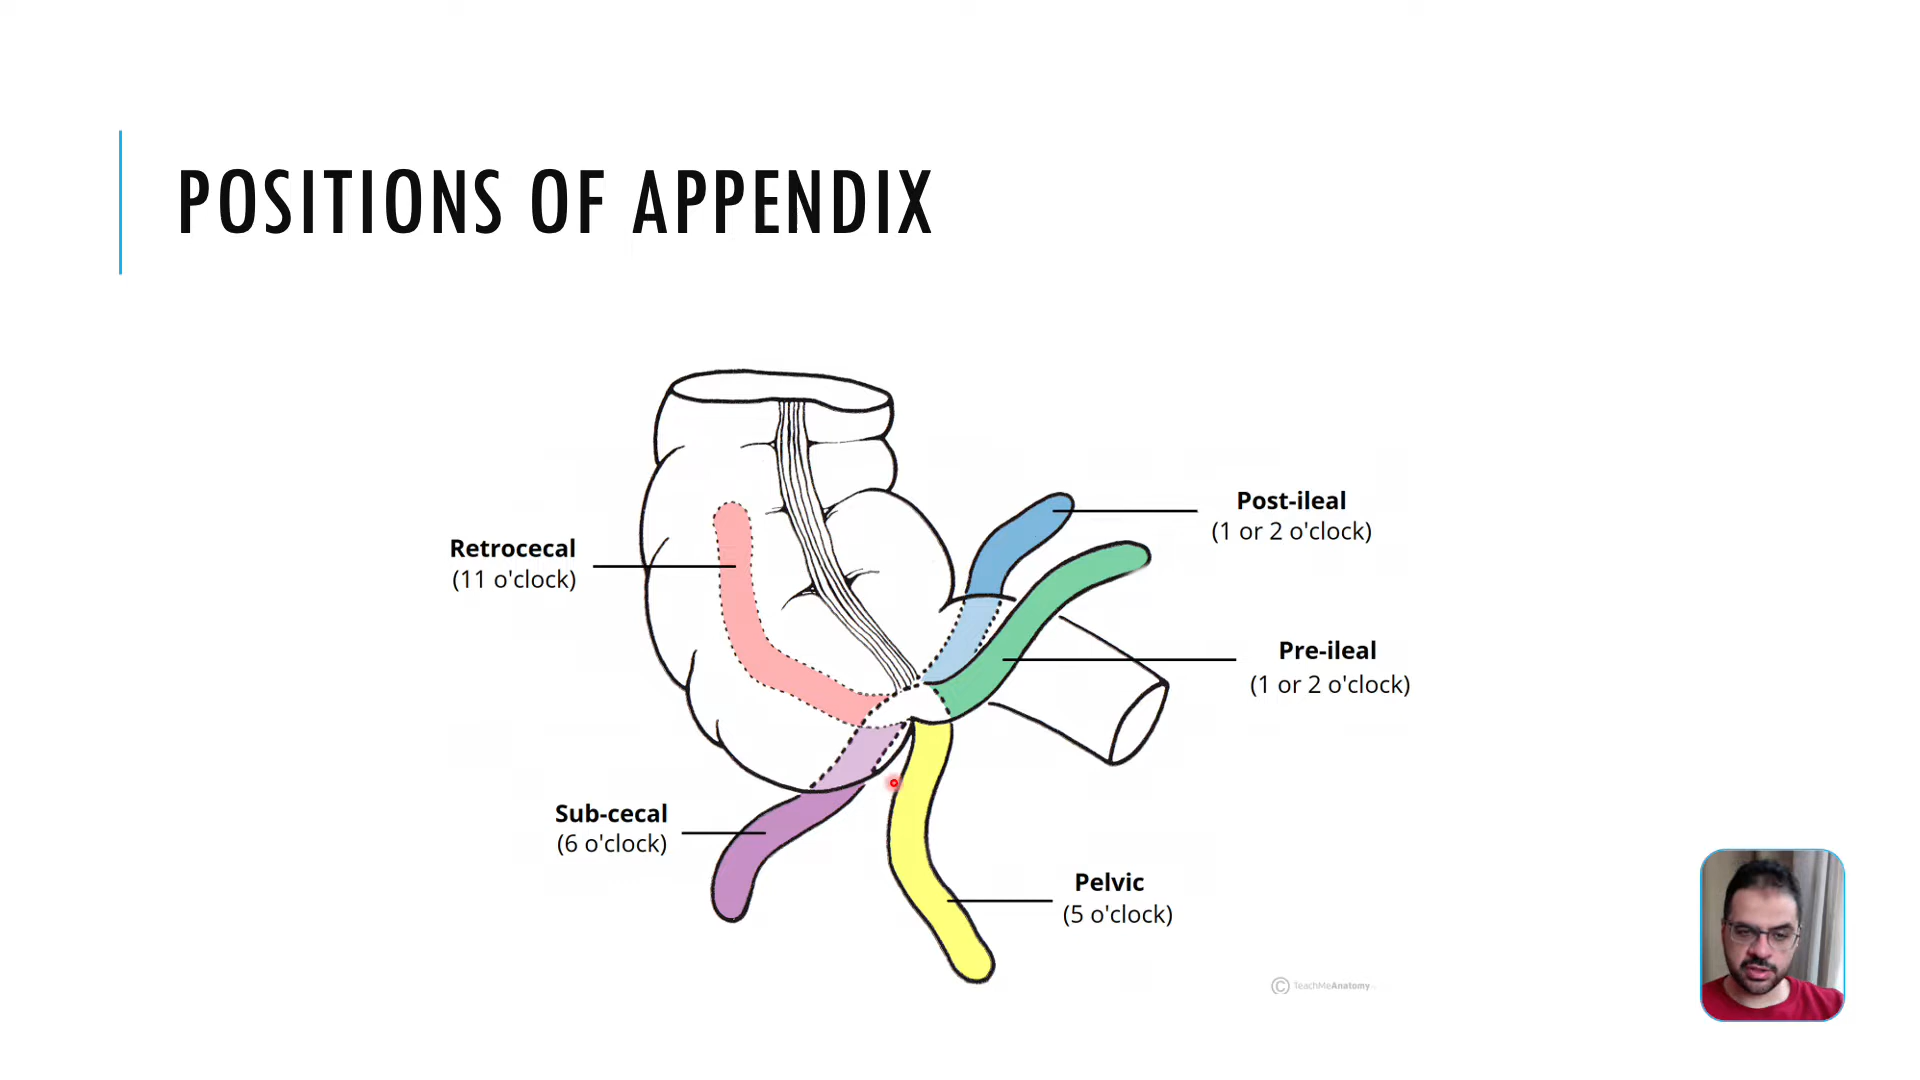 POSITIONS OF APPENDIX
Post-ileal
(1 or 2 o'clock)
Retrocecal
(11 o'clock)
Pre-ileal
(1 or 2 o'clock)
Sub-cecal
(6 o'clock)
Pelvic
(5 o'clock)
© TeachMeAnatomy